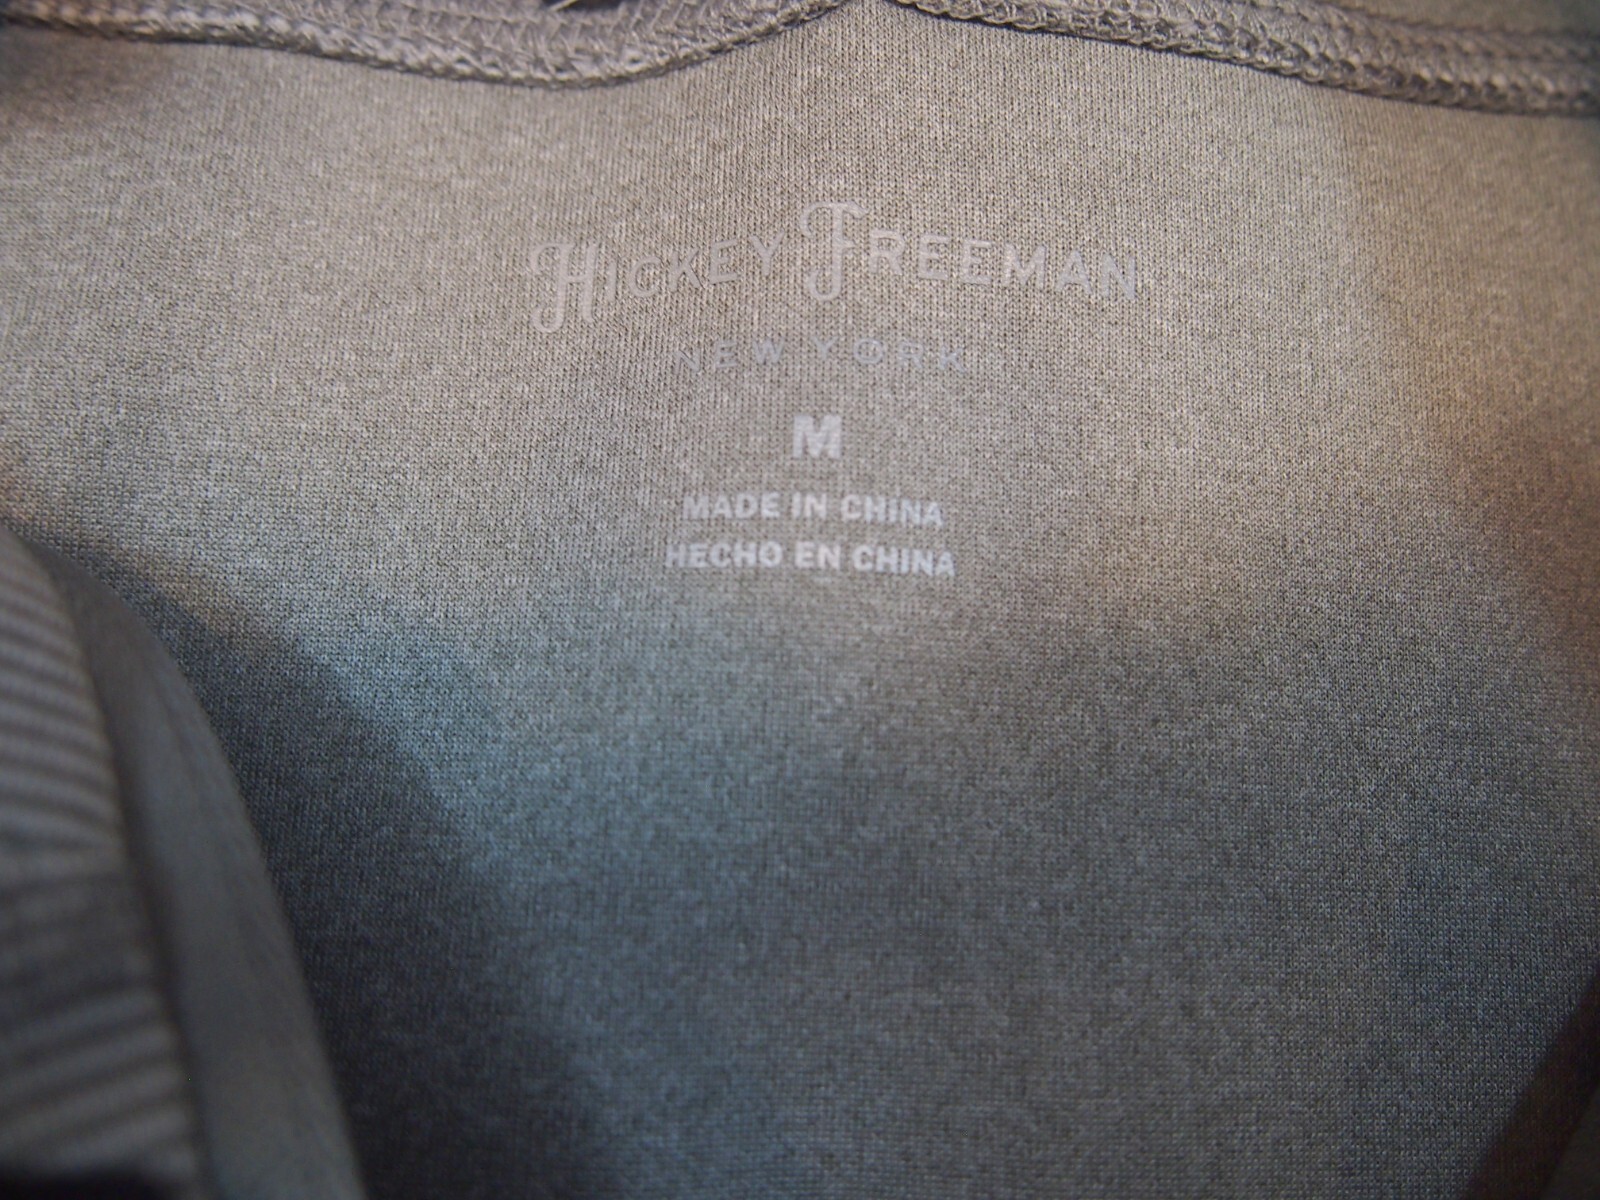 HICKEY FREEMAN
NEW YORK
M
MADE IN CHINA
HECHO EN CHINA